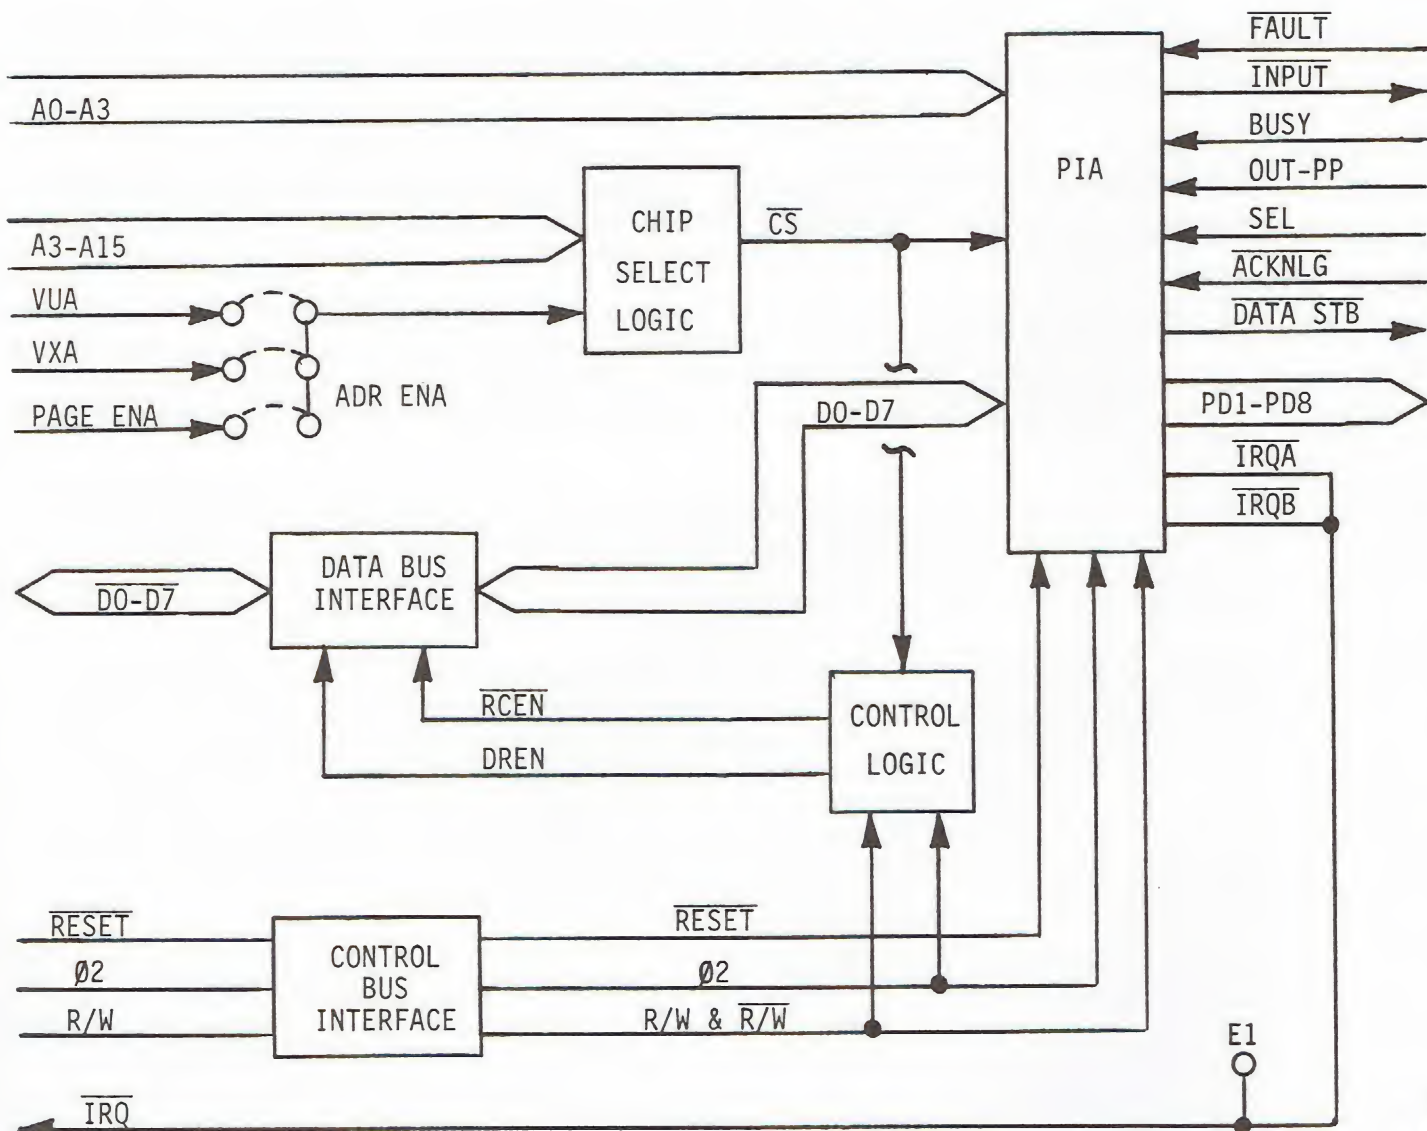 FAULT
INPUT
A0-A3
BUSY
PIA
OUT-PP
CHIP
SELECT
LOGIC
CS
SEL
A3-A15
ACKNLG
VUA
DATA STB
VXA
ADR ENA
PAGE ENA
D0-D7
PD1-PD8
IRQA
IRQB
DATA BUS
INTERFACE
D0-D7
RCEN
CONTROL
LOGIC
DREN
RESET
RESET
Ø2
CONTROL
BUS
INTERFACE
Ø2
R/W
R/W & R/W
E1
IRQ